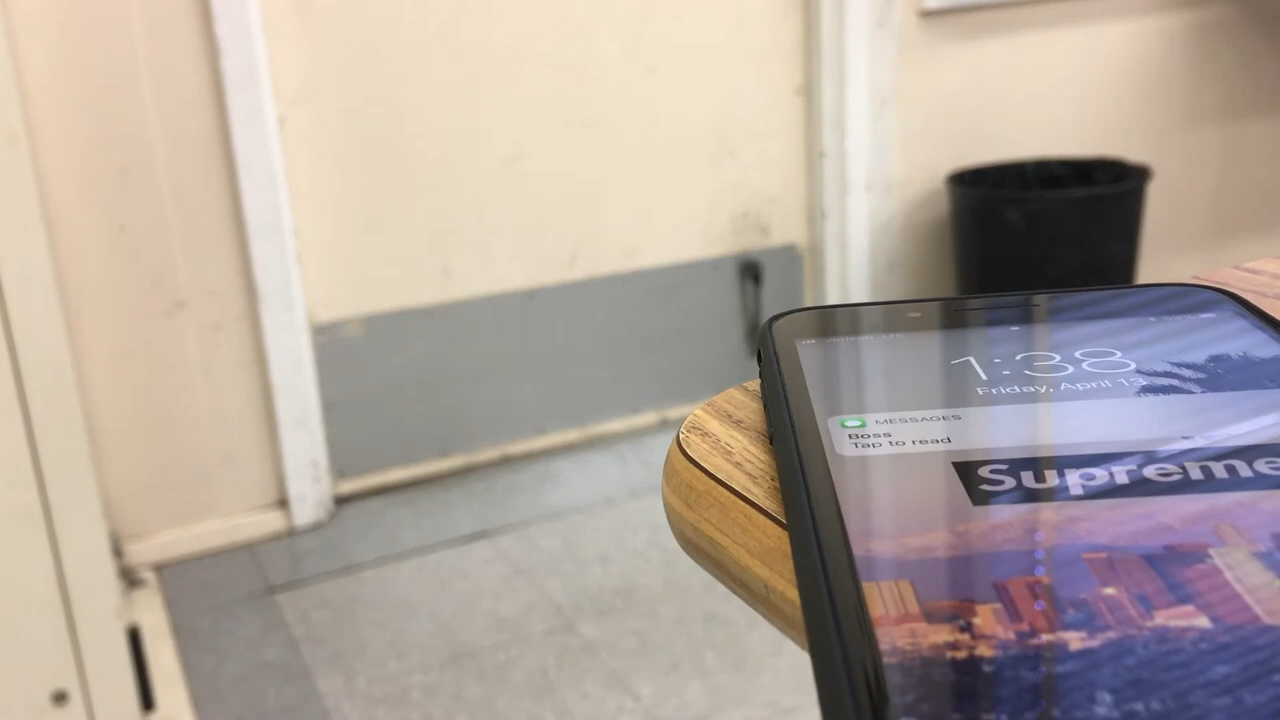 1:38
Friday, April 13
MESSAGES
Boss
Tap to read
Supreme